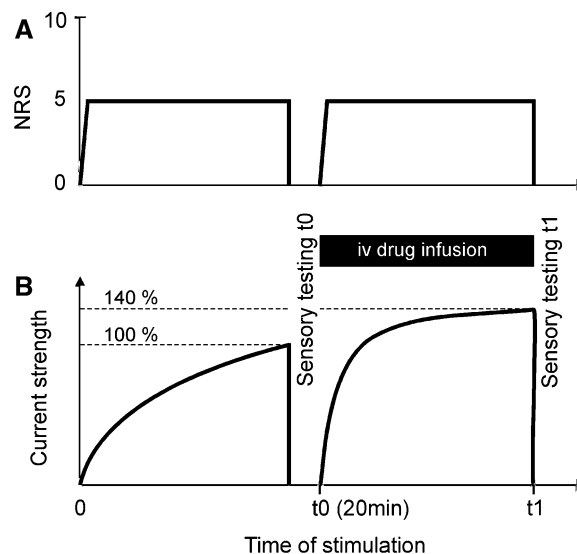 A
10
NRS
5
0
Sensory testing t0
iv drug infusion
Sensory testing t1
B
140 %
100 %
Current strength
0
t0 (20min)
t1
Time of stimulation